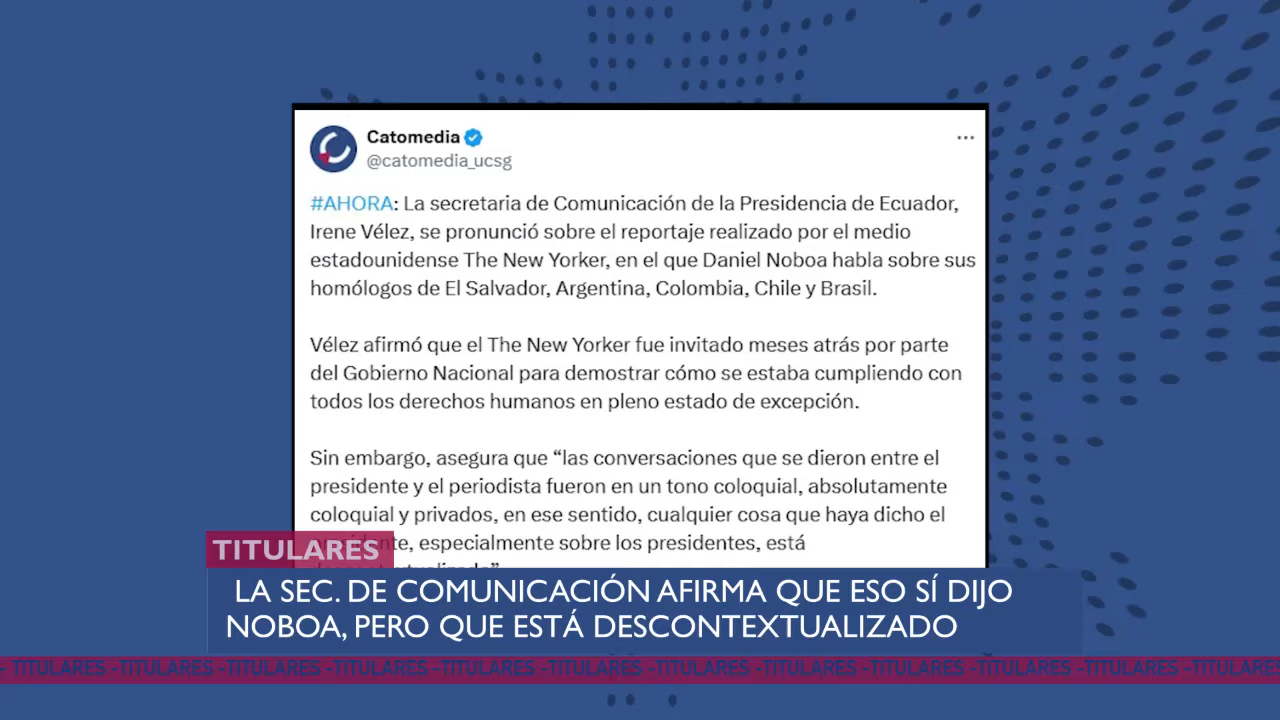 Catomedia
@catomedia_ucsg
#AHORA: La secretaria de Comunicación de la Presidencia de Ecuador,
Irene Vélez, se pronunció sobre el reportaje realizado por el medio
estadounidense The New Yorker, en el que Daniel Noboa habla sobre sus
homólogos de El Salvador, Argentina, Colombia, Chile y Brasil.
Vélez afirmó que el The New Yorker fue invitado meses atrás por parte
del Gobierno Nacional para demostrar cómo se estaba cumpliendo con
todos los derechos humanos en pleno estado de excepción.
Sin embargo, asegura que “las conversaciones que se dieron entre el
presidente y el periodista fueron en un tono coloquial, absolutamente
coloquial y privados, en ese sentido, cualquier cosa que haya dicho el
especialmente sobre los presidentes, está
TITULARES
LA SEC. DE COMUNICACIÓN AFIRMA QUE ESO SÍ DIJO
NOBOA, PERO QUE ESTÁ DESCONTEXTUALIZADO
- TITULARES -TITULARES -TITULARES -TITULARES -TITULARES -TITULARES -TITULARES -TITULARES -TITULARES -TITULARES -TITULARES -TITULARES